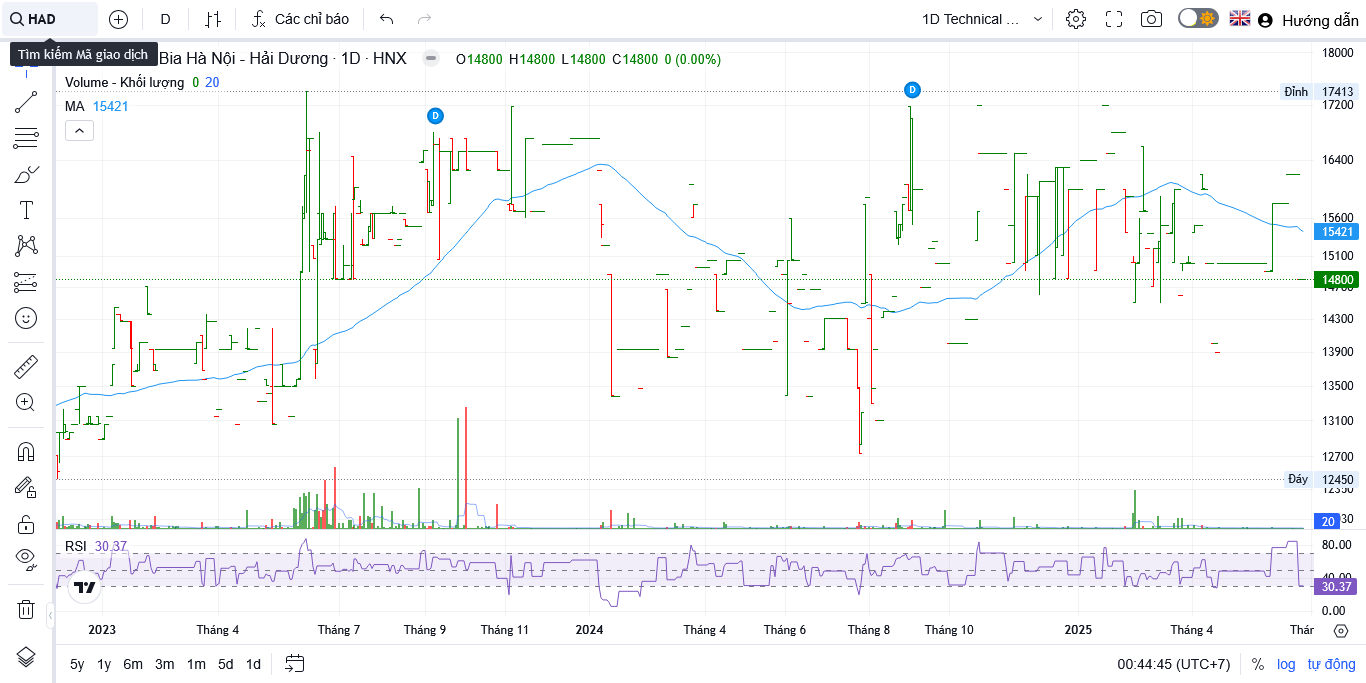 HAD
D
Các chỉ báo
1D Technical ...
Hướng dẫn
Tìm kiếm Mã giao dịch
Bia Hà Nội - Hải Dương · 1D · HNX
O14800 H14800 L14800 C14800 0 (0.00%)
Volume - Khối lượng 0 20
MA 15421
D
D
18000
Đỉnh 17413
17200
16400
15600
15421
15100
14800
14700
14300
13900
13500
13100
12700
Đáy 12450
12350
20
RSI 30.37
80.00
40.00
30.37
0.00
2023
Tháng 4
Tháng 7
Tháng 9
Tháng 11
2024
Tháng 4
Tháng 6
Tháng 8
Tháng 10
2025
Tháng 4
Thár
5y 1y 6m 3m 1m 5d 1d
00:44:45 (UTC+7)
% log tự động